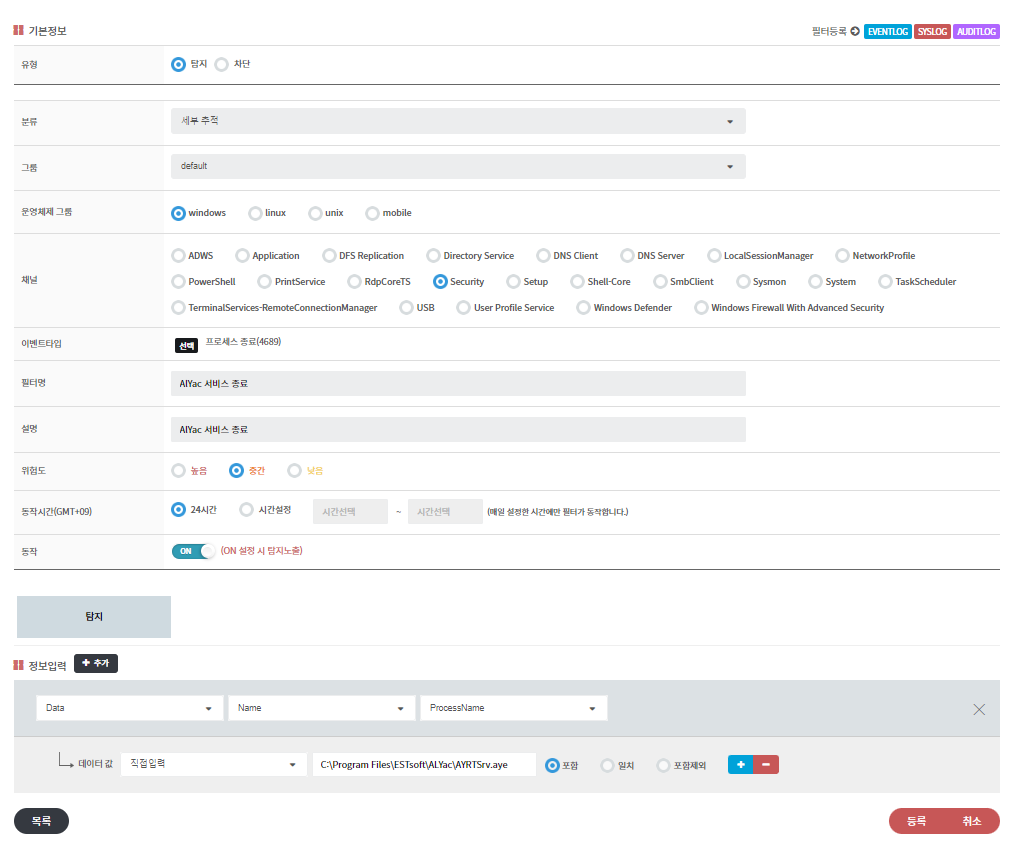 기본정보 필터등록 EVENTLOG SYSLOG AUDITLOG
유형 탐지 차단
분류 세부 추적
그룹 default
운영체제 그룹 windows linux unix mobile
ADWS Application DFS Replication Directory Service DNS Client DNS Server LocalSessionManager NetworkProfile
채널 PowerShell PrintService RdpCoreTS Security Setup Shell-Core SmbClient Sysmon System TaskScheduler
TerminalServices-RemoteConnectionManager USB User Profile Service Windows Defender Windows Firewall With Advanced Security
이벤트타입 선택 프로세스 종료(4689)
필터명 AlYac 서비스 종료
설명 AlYac 서비스 종료
위험도 높음 중간 낮음
동작시간(GMT+09) 24시간 시간설정 시간선택 ~ 시간선택 (매일 설정한 시간에만 필터가 동작합니다.)
동작 ON (ON 설정 시 탐지노출)
탐지
정보입력 + 추가
Data Name ProcessName
데이터 값 직접입력 C:\Program Files\ESTsoft\ALYac\AYRTSrv.aye 포함 일치 포함제외 + -
목록 등록 취소